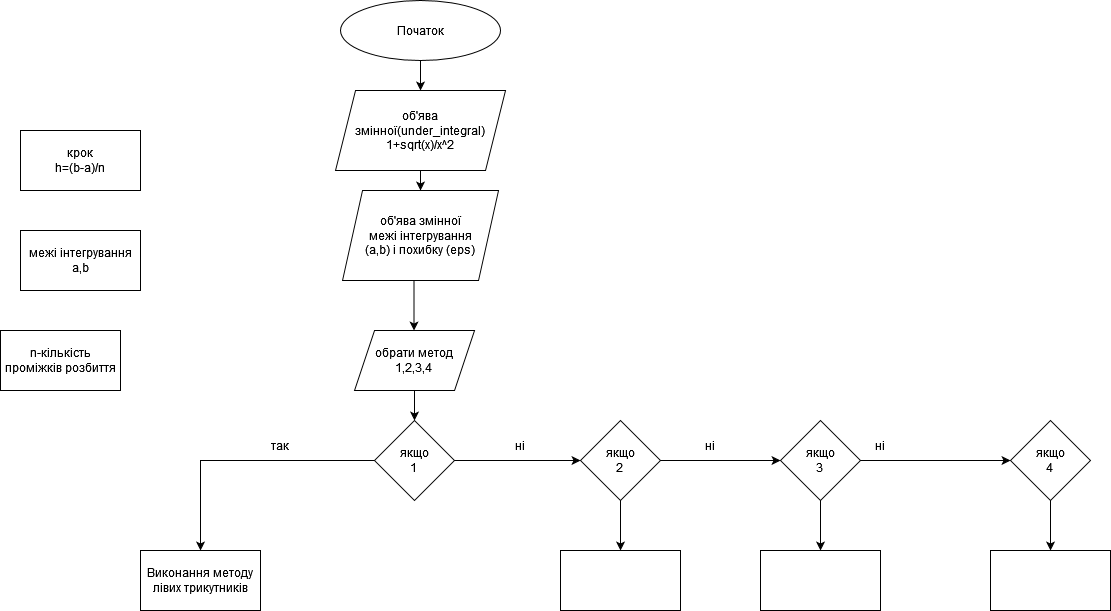 Початок
об'ява
змінної(under_integral)
1+sqrt(x)/x^2
крок
h=(b-a)/n
об'ява змінної
межі інтегрування
(a,b) і похибку (eps)
межі інтегрування
a,b
n-кількість
проміжків розбиття
обрати метод
1,2,3,4
так
якщо
1
ні
якщо
2
ні
якщо
3
ні
якщо
4
Виконання методу
лівих трикутників